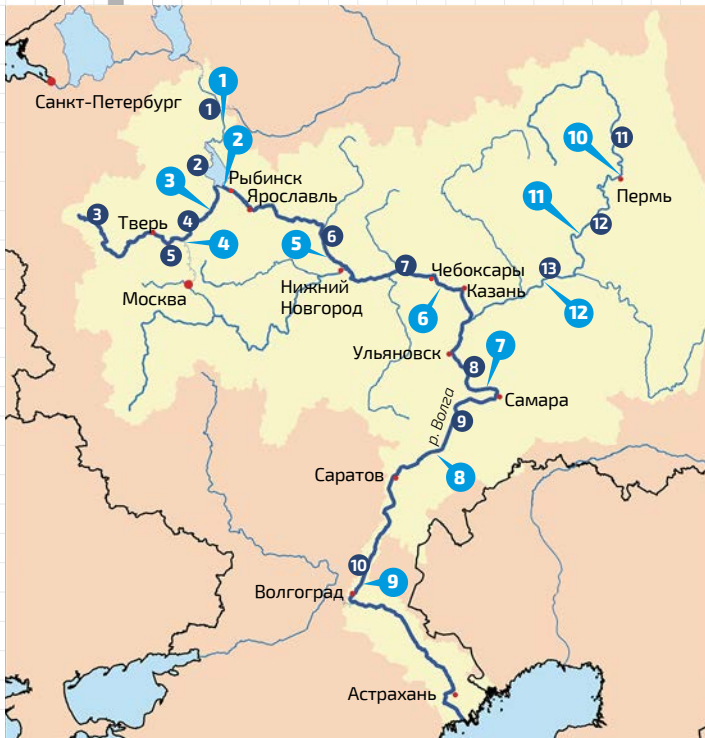 1
1
10
11
Санкт-Петербург
2
2
Рыбинск
3
Пермь
Ярославль
11
12
3
Тверь
4
6
5
4
5
7
13
Чебоксары
Москва
Нижний
Новгород
Казань
6
12
Ульяновск
7
8
Самара
р. Волга
9
Саратов
8
10
9
Волгоград
Астрахань